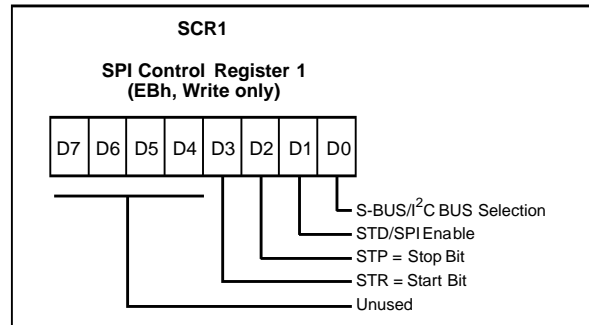 SCR1
SPI Control Register 1
(EBh, Write only)
D7 D6 D5 D4 D3 D2 D1 D0
S-BUS/I²C BUS Selection
STD/SPI Enable
STP = Stop Bit
STR = Start Bit
Unused